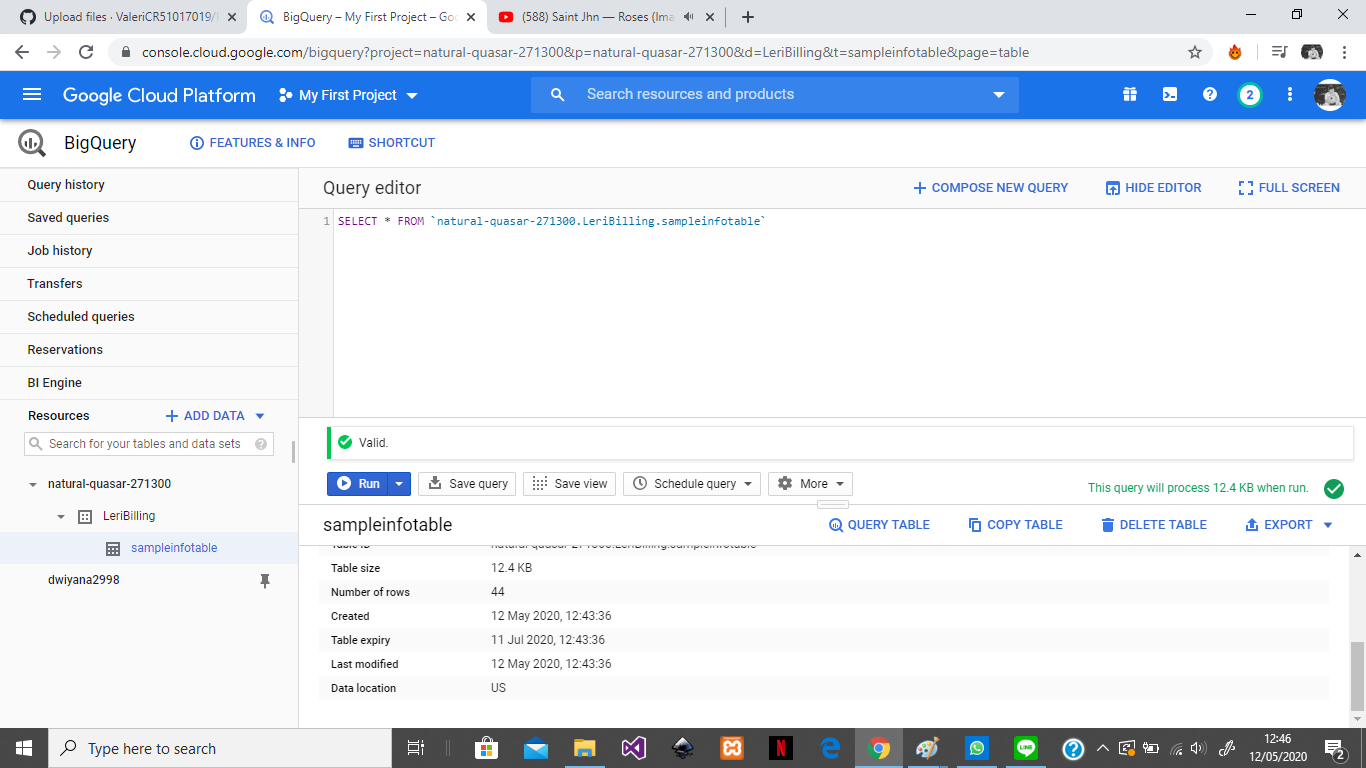 Upload files · ValeriCR51017019/
BigQuery – My First Project – Goo
(588) Saint Jhn — Roses (Ima
console.cloud.google.com/bigquery?project=natural-quasar-271300&p=natural-quasar-271300&d=LeriBilling&t=sampleinfotable&page=table
Google Cloud Platform
My First Project
Search resources and products
2
BigQuery
FEATURES & INFO
SHORTCUT
Query history
Saved queries
Job history
Transfers
Scheduled queries
Reservations
BI Engine
Resources
ADD DATA
Search for your tables and data sets
natural-quasar-271300
LeriBilling
sampleinfotable
dwiyana2998
Query editor
COMPOSE NEW QUERY
HIDE EDITOR
FULL SCREEN
1 SELECT * FROM `natural-quasar-271300.LeriBilling.sampleinfotable`
Valid.
Run
Save query
Save view
Schedule query
More
This query will process 12.4 KB when run.
sampleinfotable
QUERY TABLE
COPY TABLE
DELETE TABLE
EXPORT
Table ID natural-quasar-271300:LeriBilling.sampleinfotable
Table size 12.4 KB
Number of rows 44
Created 12 May 2020, 12:43:36
Table expiry 11 Jul 2020, 12:43:36
Last modified 12 May 2020, 12:43:36
Data location US
Type here to search
12:46
12/05/2020
2